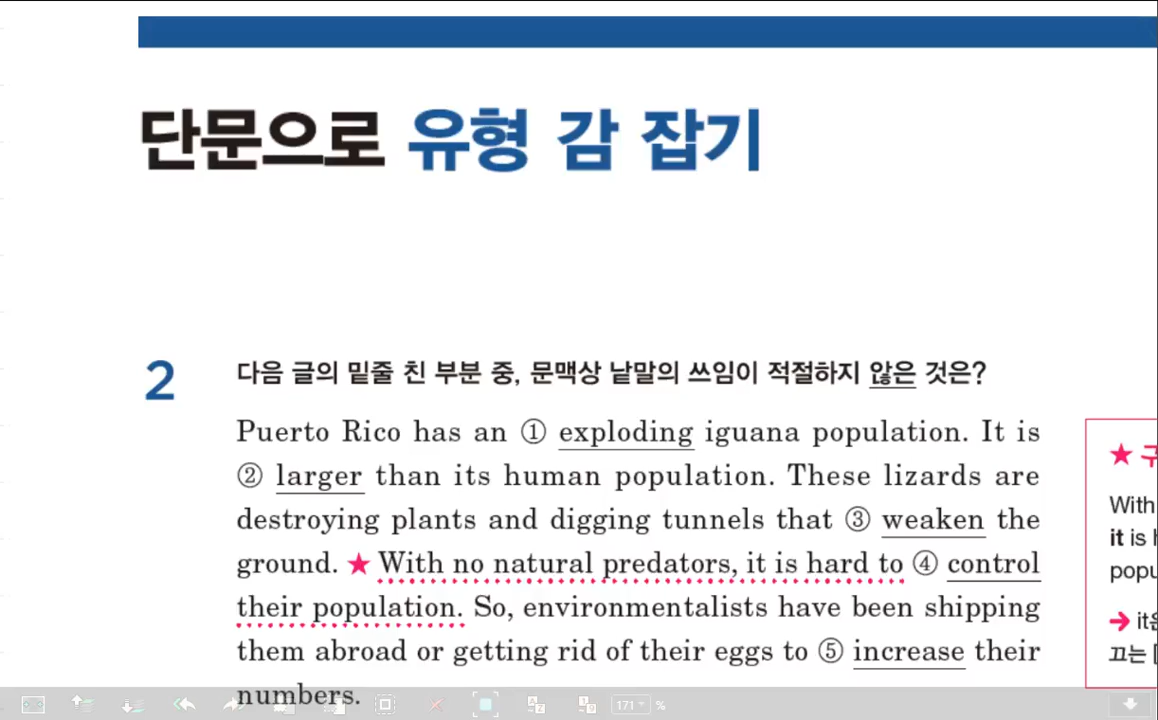 단문으로 유형 감 잡기
2 다음 글의 밑줄 친 부분 중, 문맥상 낱말의 쓰임이 적절하지 않은 것은?
Puerto Rico has an ① exploding iguana population. It is
② larger than its human population. These lizards are
destroying plants and digging tunnels that ③ weaken the
ground. ★ With no natural predators, it is hard to ④ control
their population. So, environmentalists have been shipping
them abroad or getting rid of their eggs to ⑤ increase their
numbers.
★ 구
With
it is h
popu
➔ it은
끄는 [
171 %